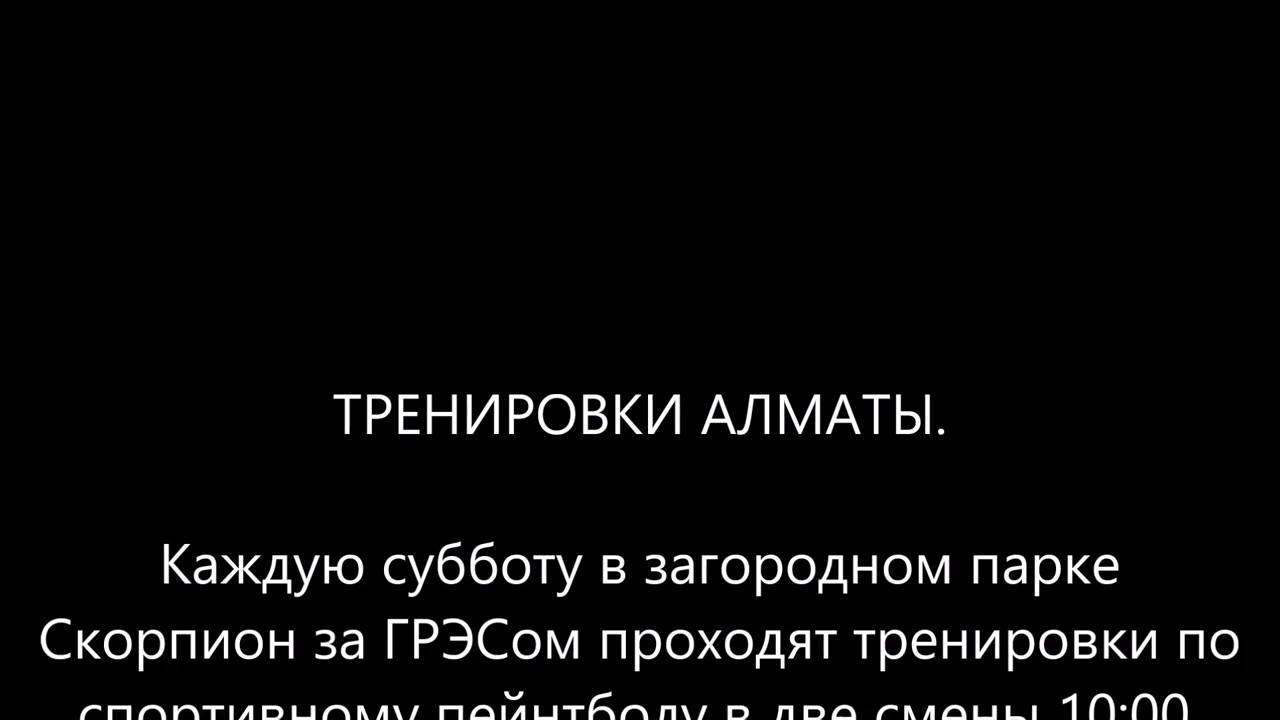 ТРЕНИРОВКИ АЛМАТЫ.
Каждую субботу в загородном парке
Скорпион за ГРЭСом проходят тренировки по
спортивному пейнтболу в две смены 10:00